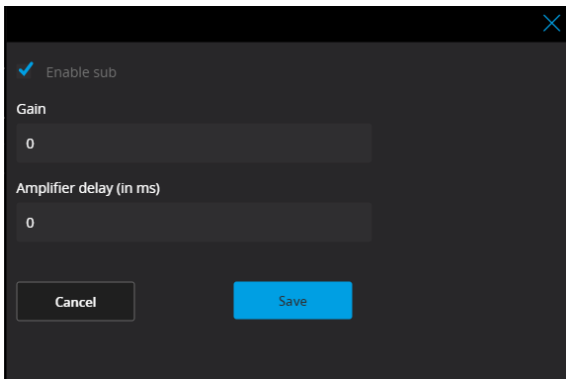 Enable sub
Gain
0
Amplifier delay (in ms)
0
Cancel
Save